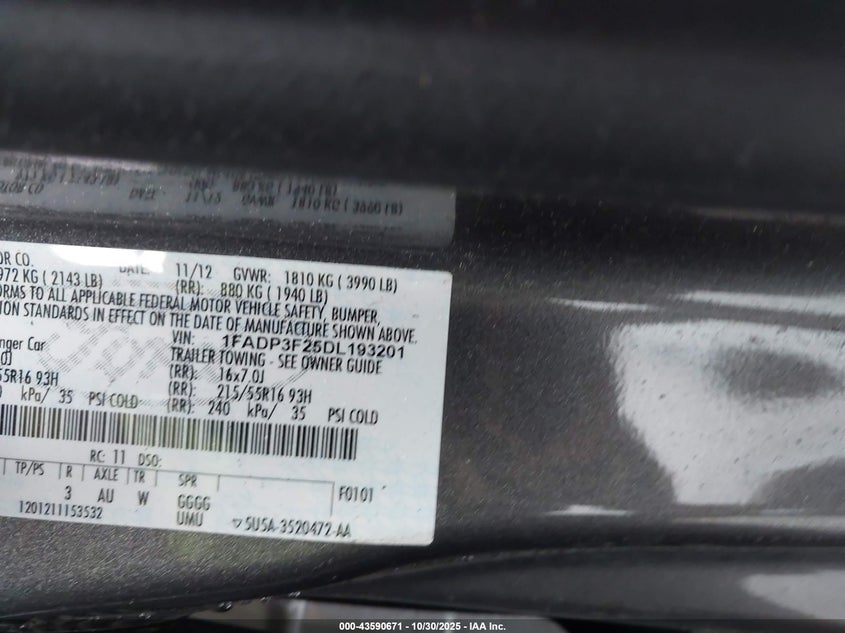 OR CO. DATE: 11/12 GVWR: 1810 KG ( 3990 LB)
972 KG ( 2143 LB) (RR): 880 KG ( 1940 LB)
ORMS TO ALL APPLICABLE FEDERAL MOTOR VEHICLE SAFETY, BUMPER,
TION STANDARDS IN EFFECT ON THE DATE OF MANUFACTURE SHOWN ABOVE.
VIN: 1FADP3F25DL193201
nger Car TRAILER TOWING - SEE OWNER GUIDE
0J (RR): 16x7.0J
55R16 93H (RR): 215/55R16 93H
kPa/ 35 PSI COLD (RR): 240 kPa/ 35 PSI COLD
RC: 11 DSO:
TP/PS R AXLE TR SPR
3 AU W GGGG F0101
1201211153532 UMU 5U5A-3520472-AA
000-43590671 - 10/30/2025 - IAA Inc.